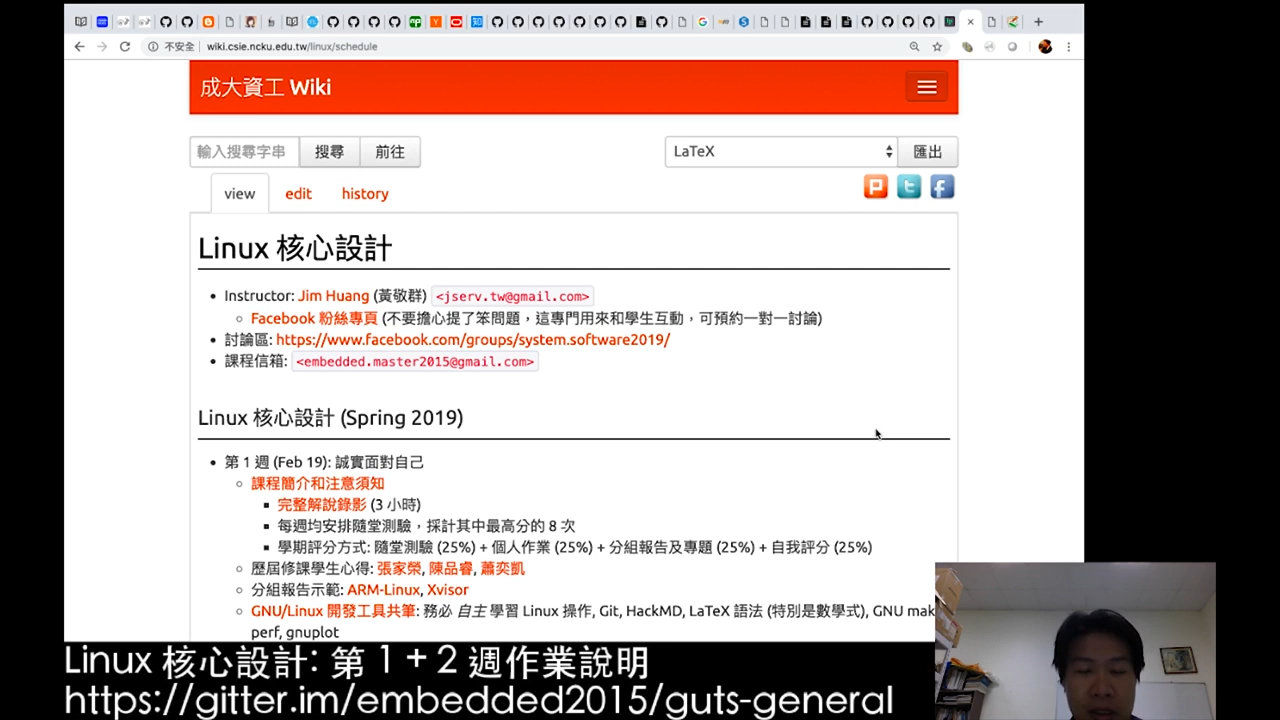 不安全 wiki.csie.ncku.edu.tw/linux/schedule
成大資工 Wiki
輸入搜尋字串 搜尋 前往 LaTeX 匯出
view edit history
Linux 核心設計
Instructor: Jim Huang (黃敬群) <jserv.tw@gmail.com>
Facebook 粉絲專頁 (不要擔心提了笨問題，這專門用來和學生互動，可預約一對一討論)
討論區: https://www.facebook.com/groups/system.software2019/
課程信箱: <embedded.master2015@gmail.com>
Linux 核心設計 (Spring 2019)
第 1 週 (Feb 19): 誠實面對自己
課程簡介和注意須知
完整解說錄影 (3 小時)
每週均安排隨堂測驗，採計其中最高分的 8 次
學期評分方式: 隨堂測驗 (25%) + 個人作業 (25%) + 分組報告及專題 (25%) + 自我評分 (25%)
歷屆修課學生心得: 張家榮, 陳品睿, 蕭奕凱
分組報告示範: ARM-Linux, Xvisor
GNU/Linux 開發工具共筆: 務必 自主 學習 Linux 操作, Git, HackMD, LaTeX 語法 (特別是數學式), GNU mak
perf, gnuplot
Linux 核心設計: 第 1 + 2 週作業說明
https://gitter.im/embedded2015/guts-general